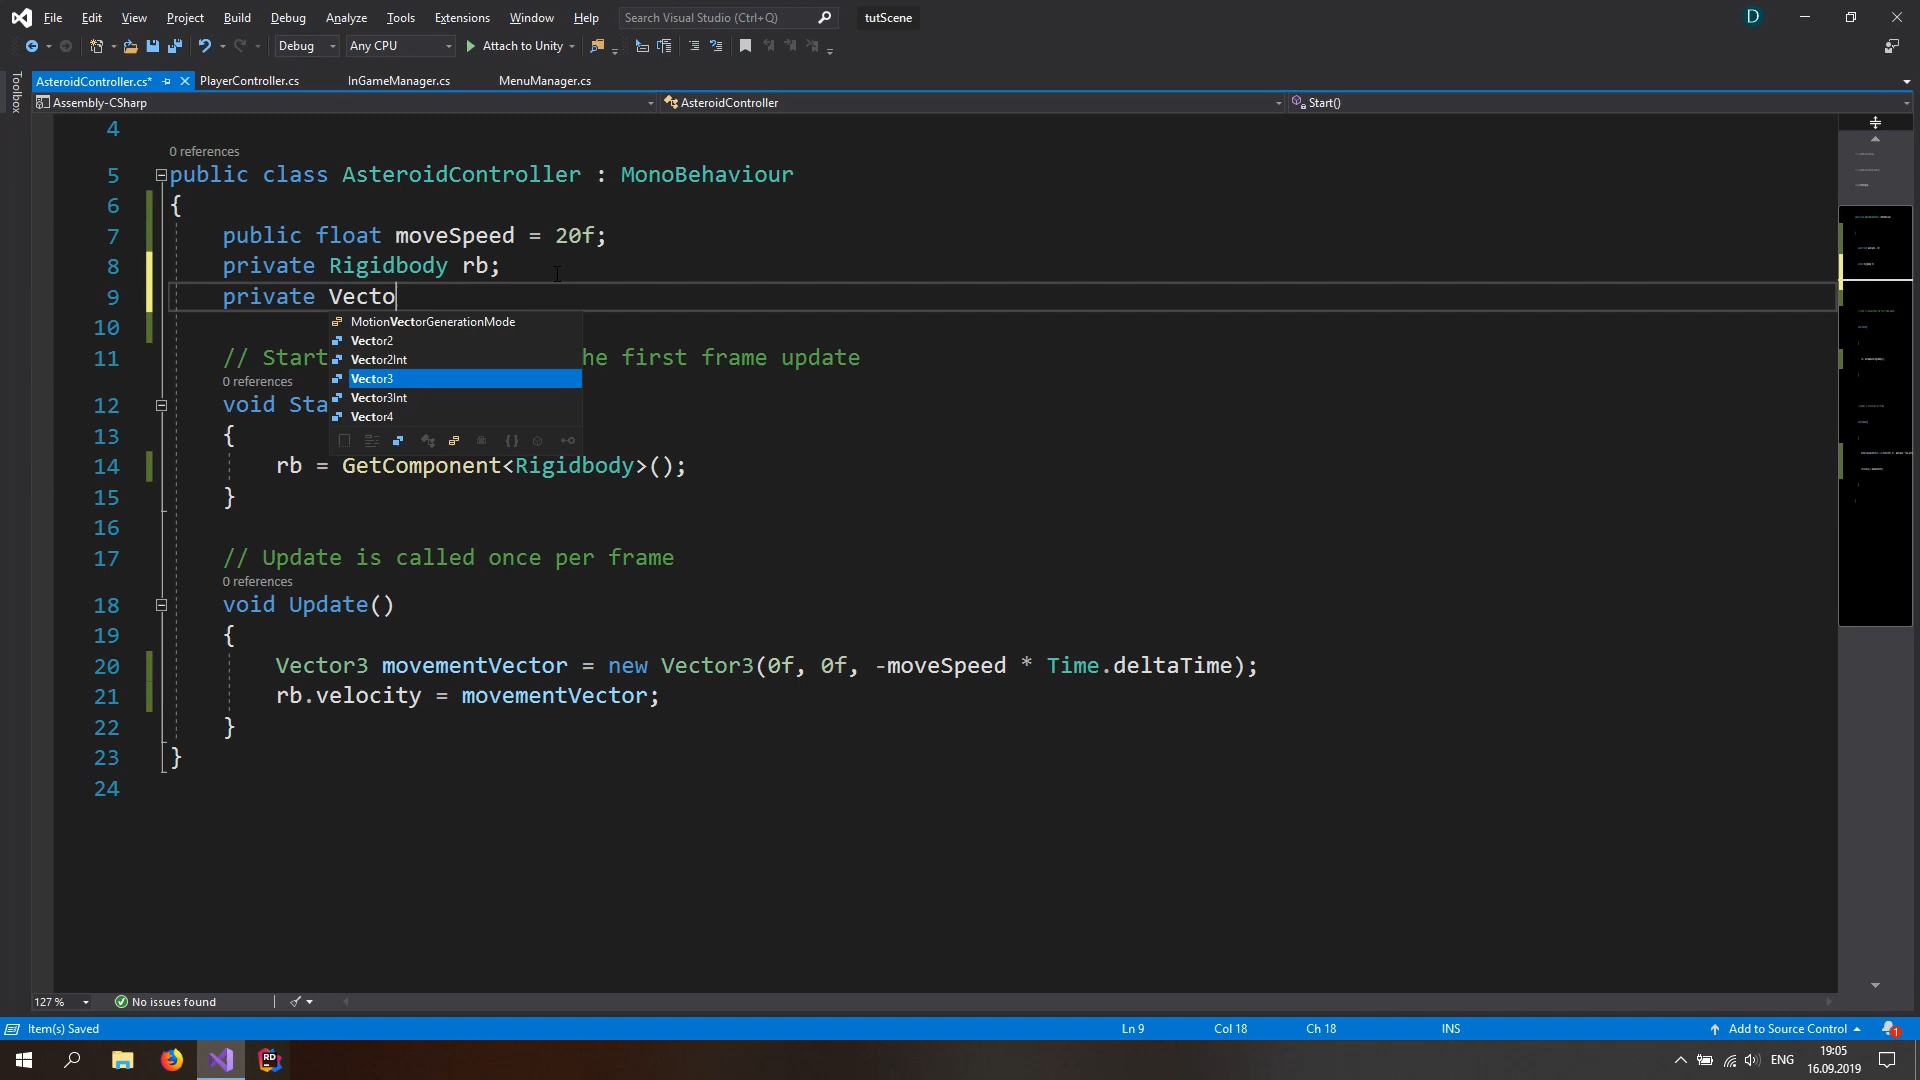 File Edit View Project Build Debug Analyze Tools Extensions Window Help Search Visual Studio (Ctrl+Q) tutScene D
Debug Any CPU Attach to Unity
AsteroidController.cs* PlayerController.cs InGameManager.cs MenuManager.cs
Toolbox
Assembly-CSharp AsteroidController Start()
4
0 references
5 public class AsteroidController : MonoBehaviour
6 {
7 public float moveSpeed = 20f;
8 private Rigidbody rb;
9 private Vecto
MotionVectorGenerationMode
10
Vector2
11 // Start he first frame update
Vector2Int
Vector3
0 references
Vector3Int
12 void Sta
Vector4
13 {
14 rb = GetComponent<Rigidbody>();
15 }
16
17 // Update is called once per frame
0 references
18 void Update()
19 {
20 Vector3 movementVector = new Vector3(0f, 0f, -moveSpeed * Time.deltaTime);
21 rb.velocity = movementVector;
22 }
23 }
24
127 % No issues found
Item(s) Saved Ln 9 Col 18 Ch 18 INS Add to Source Control 1
RD ENG 19:05
16.09.2019